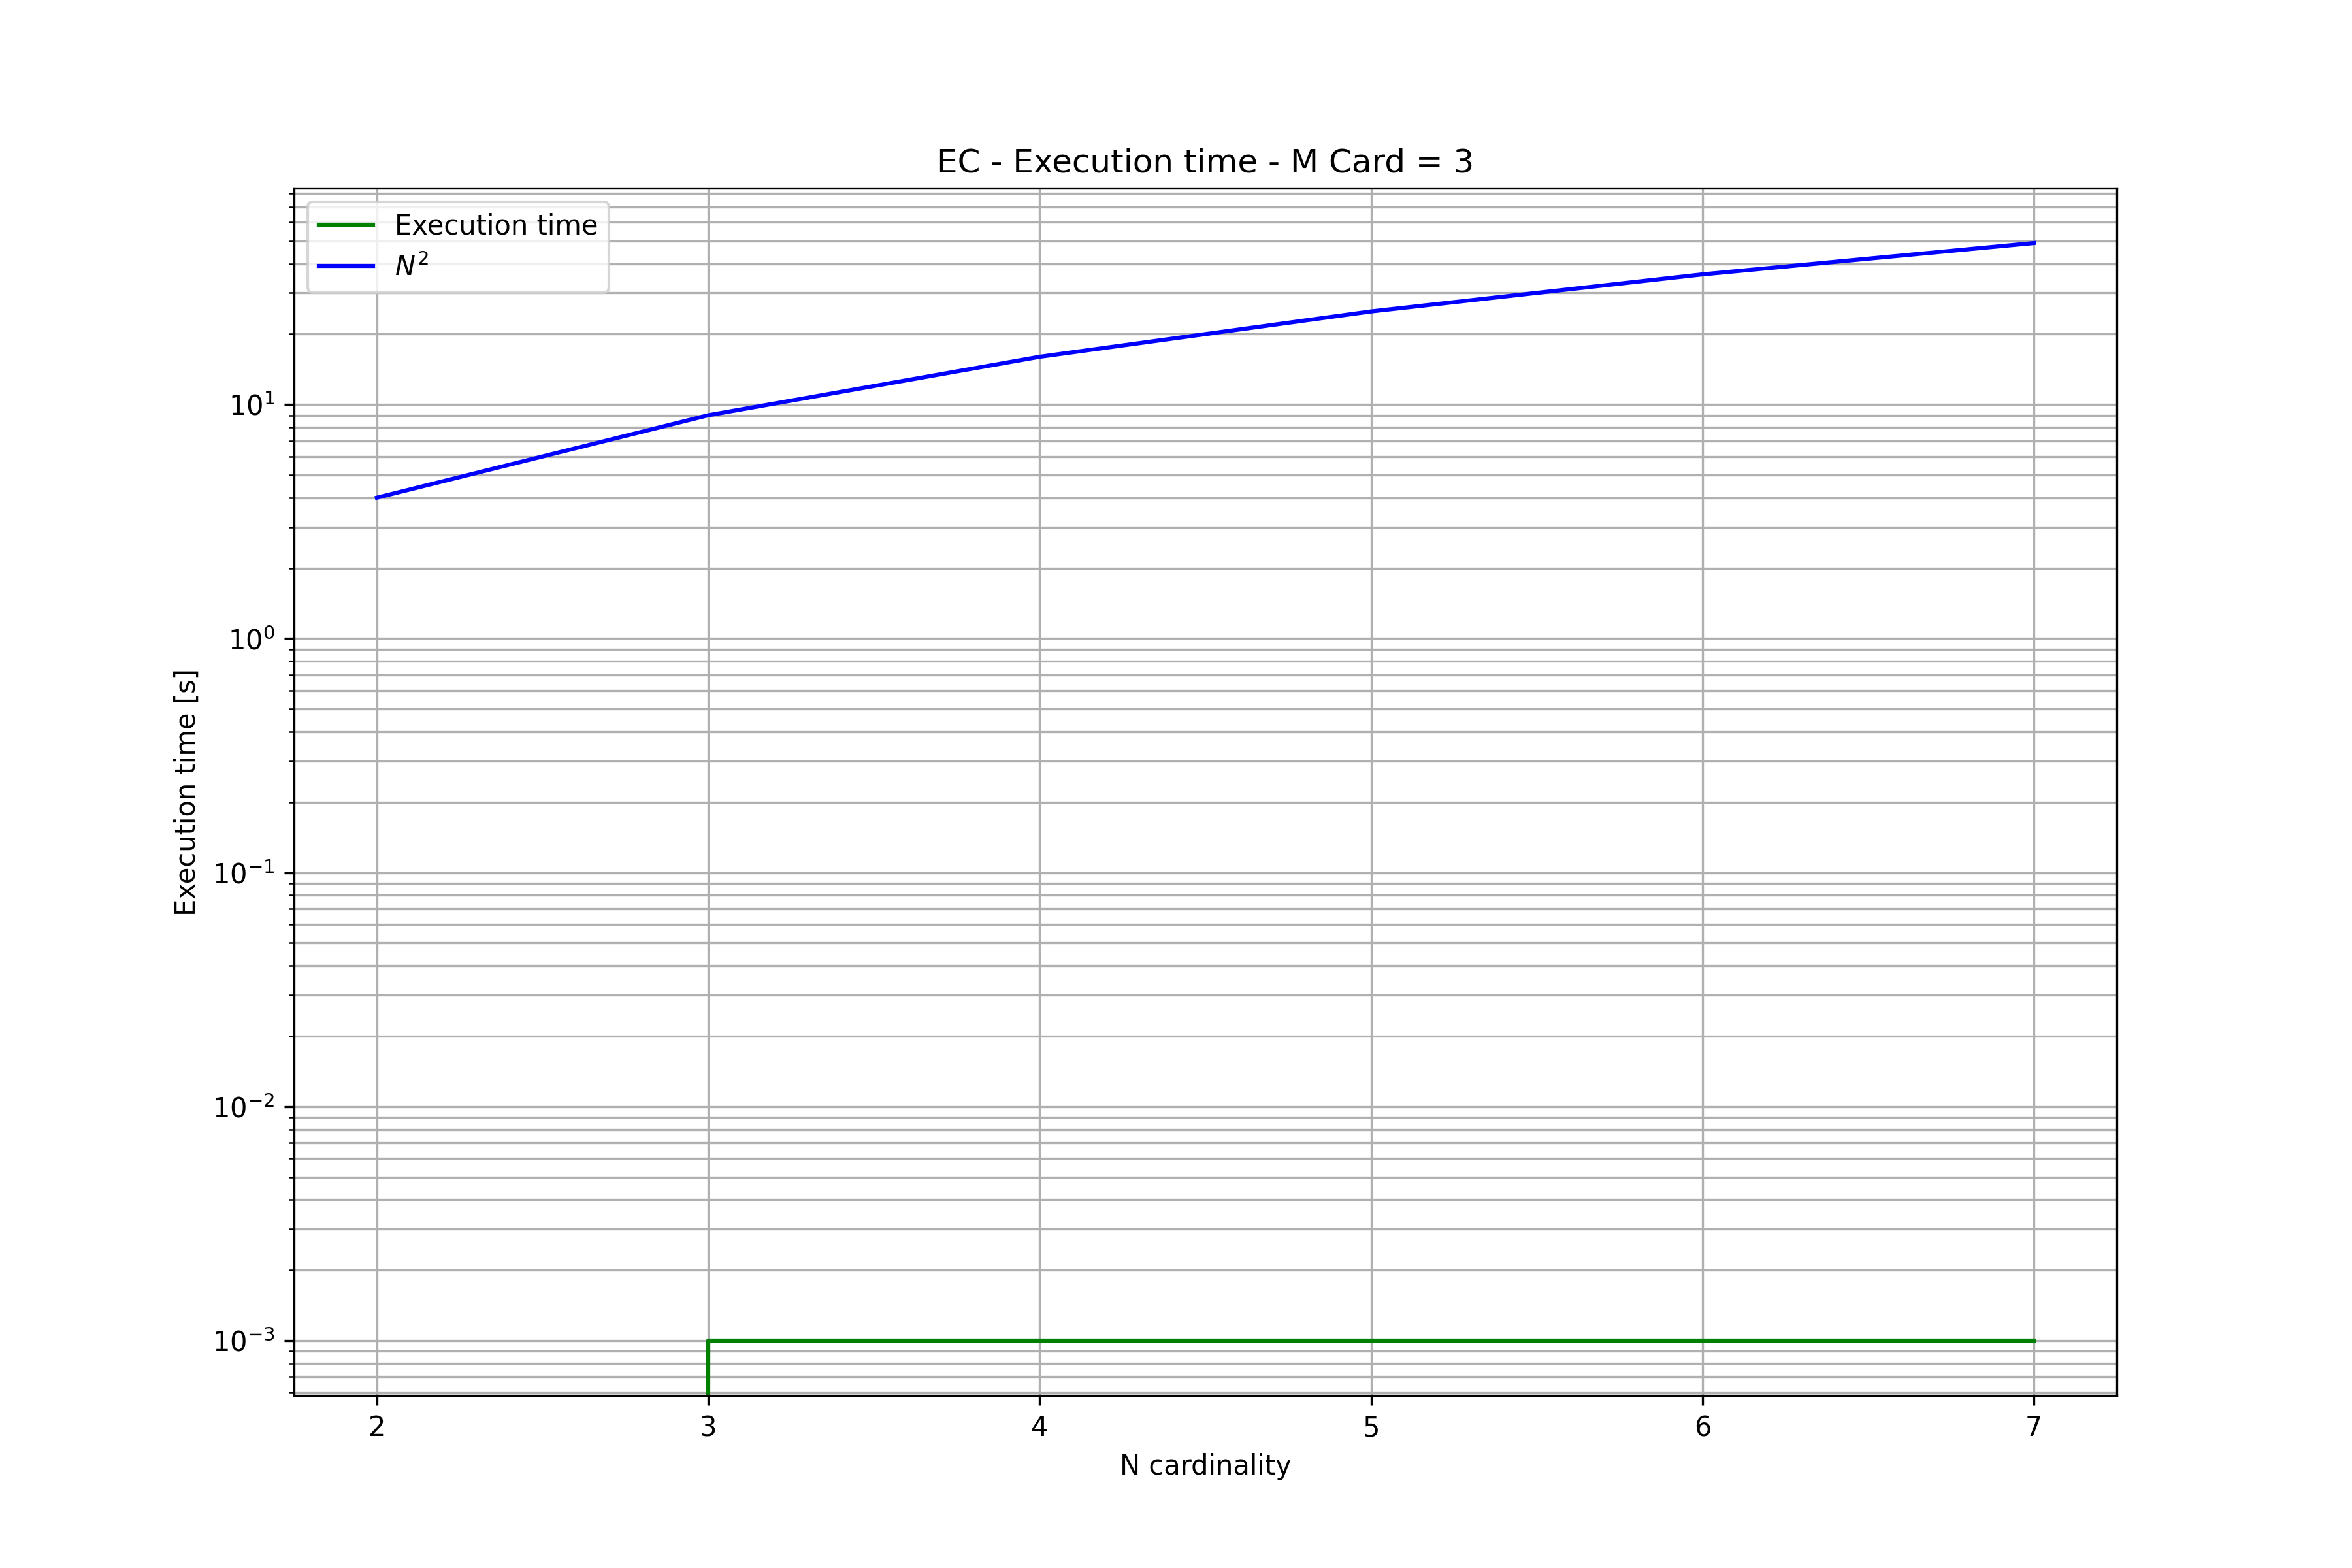 EC - Execution time - M Card = 3
Execution time
N²
10¹
10⁰
10⁻¹
10⁻²
10⁻³
Execution time [s]
2 3 4 5 6 7
N cardinality